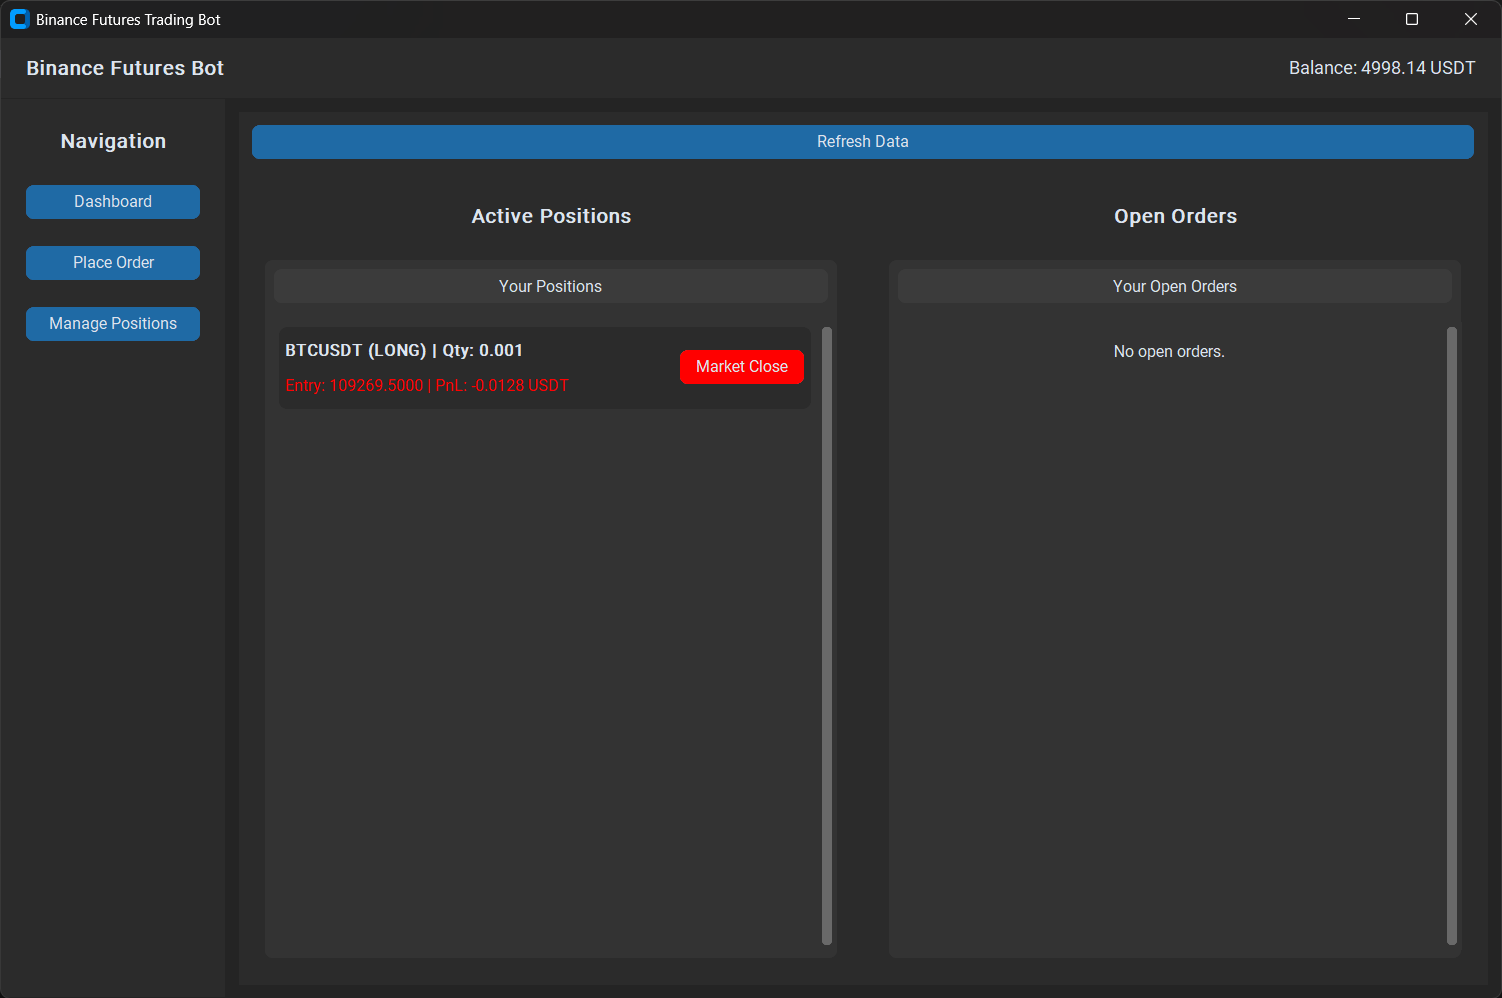 Binance Futures Trading Bot
Binance Futures Bot
Balance: 4998.14 USDT
Navigation
Dashboard
Place Order
Manage Positions
Refresh Data
Active Positions
Your Positions
BTCUSDT (LONG) | Qty: 0.001
Entry: 109269.5000 | PnL: -0.0128 USDT
Market Close
Open Orders
Your Open Orders
No open orders.